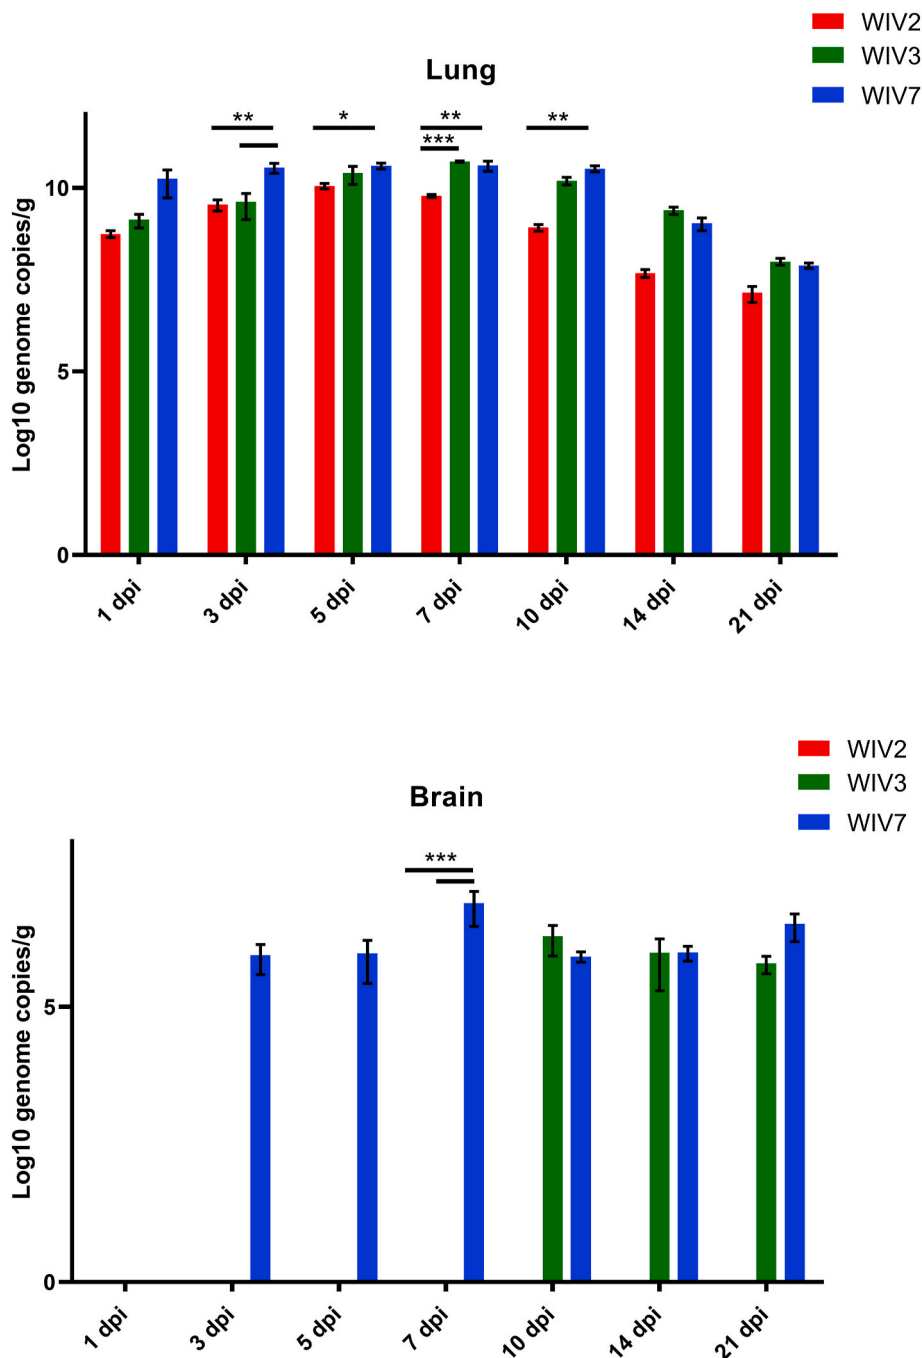 WIV2
WIV3
WIV7
Lung
** * ** **
***
10
5
0
Log10 genome copies/g
1 dpi 3 dpi 5 dpi 7 dpi 10 dpi 14 dpi 21 dpi
WIV2
WIV3
WIV7
Brain
***
5
0
Log10 genome copies/g
1 dpi 3 dpi 5 dpi 7 dpi 10 dpi 14 dpi 21 dpi